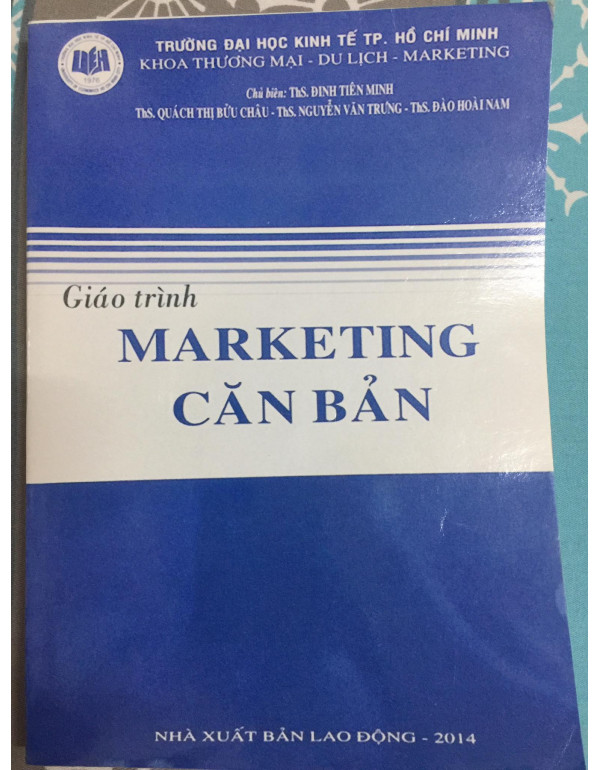 TRƯỜNG ĐẠI HỌC KINH TẾ TP. HỒ CHÍ MINH
KHOA THƯƠNG MẠI - DU LỊCH - MARKETING
Chủ biên: ThS. ĐINH TIÊN MINH
ThS. QUÁCH THỊ BỬU CHÂU - ThS. NGUYỄN VĂN TRƯNG - ThS. ĐÀO HOÀI NAM
UEH
1976
Giáo trình
MARKETING
CĂN BẢN
NHÀ XUẤT BẢN LAO ĐỘNG - 2014